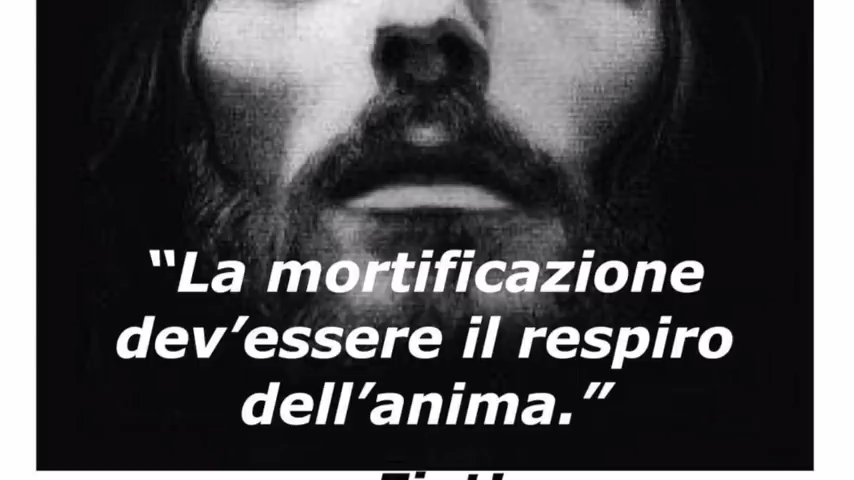 “La mortificazione
dev’essere il respiro
dell’anima.”